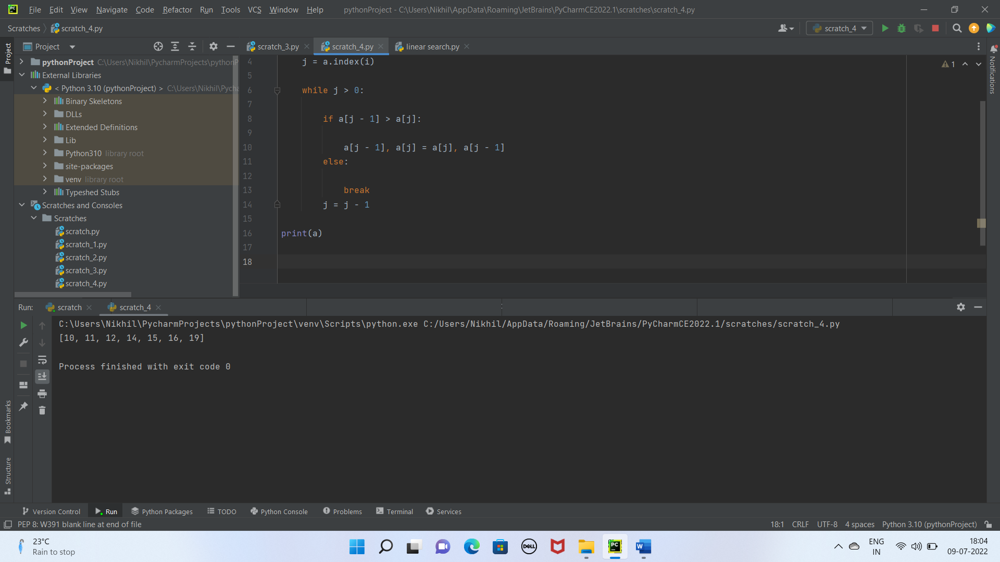 File Edit View Navigate Code Refactor Run Tools VCS Window Help pythonProject - C:\Users\Nikhil\AppData\Roaming\JetBrains\PyCharmCE2022.1\scratches\scratch_4.py
Scratches scratch_4.py scratch_4
Project
Project
scratch_3.py scratch_4.py linear search.py
pythonProject C:\Users\Nikhil\PycharmProjects\pythonP
External Libraries
< Python 3.10 (pythonProject) > C:\Users\Nikhil\Pycha
Binary Skeletons
DLLs
Extended Definitions
Lib
Python310 library root
site-packages
venv library root
Typeshed Stubs
Scratches and Consoles
Scratches
scratch.py
scratch_1.py
scratch_2.py
scratch_3.py
scratch_4.py
4 j = a.index(i)
5
6 while j > 0:
7
8 if a[j - 1] > a[j]:
9
10 a[j - 1], a[j] = a[j], a[j - 1]
11 else:
12
13 break
14 j = j - 1
15
16 print(a)
17
18
1
Notifications
Run: scratch scratch_4
C:\Users\Nikhil\PycharmProjects\pythonProject\venv\Scripts\python.exe C:/Users/Nikhil/AppData/Roaming/JetBrains/PyCharmCE2022.1/scratches/scratch_4.py
[10, 11, 12, 14, 15, 16, 19]
Process finished with exit code 0
Bookmarks
Structure
Version Control Run Python Packages TODO Python Console Problems Terminal Services
PEP 8: W391 blank line at end of file 18:1 CRLF UTF-8 4 spaces Python 3.10 (pythonProject)
23°C
Rain to stop
PC
DELL
PC
W
ENG
IN
18:04
09-07-2022